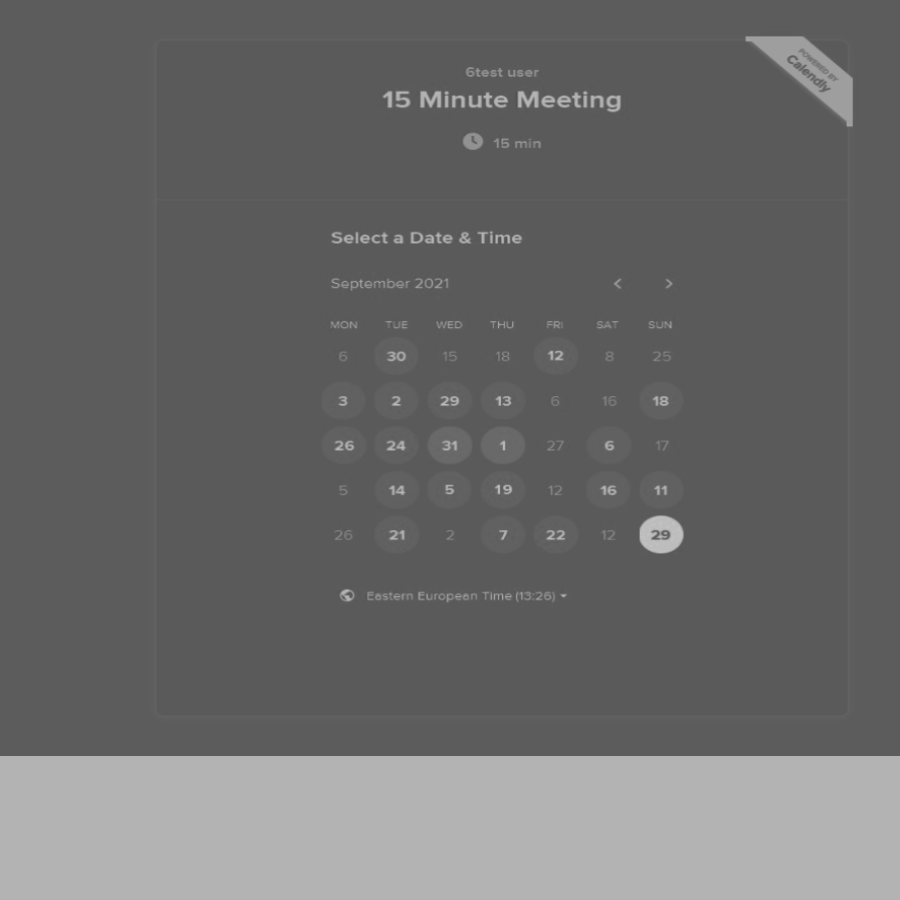 6test user
POWERED BY
Calendly
15 Minute Meeting
15 min
Select a Date & Time
September 2021 < >
MON TUE WED THU FRI SAT SUN
6 30 15 18 12 8 25
3 2 29 13 6 16 18
26 24 31 1 27 6 17
5 14 5 19 12 16 11
26 21 2 7 22 12 29
Eastern European Time (13:26)